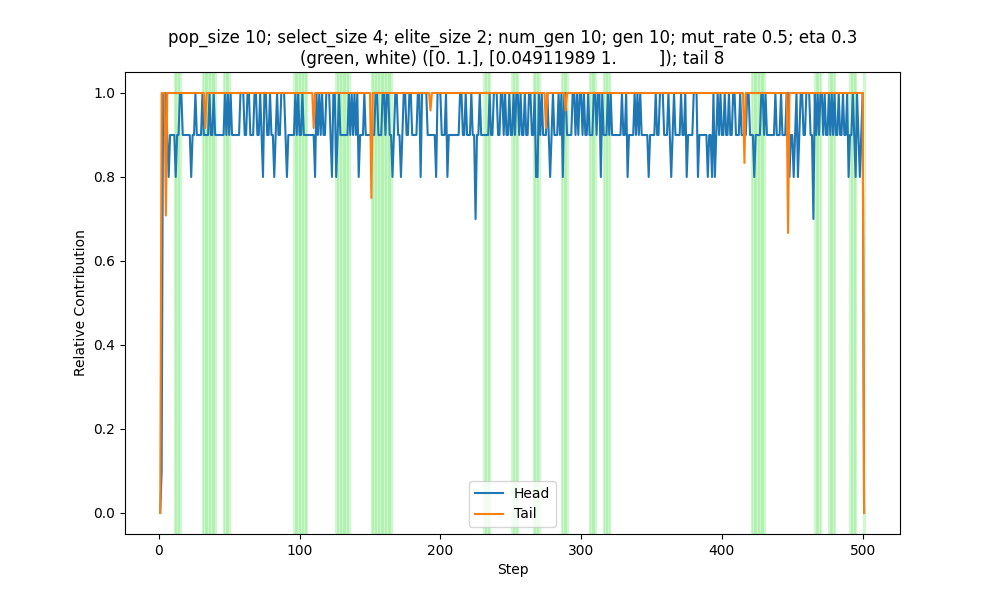 pop_size 10; select_size 4; elite_size 2; num_gen 10; gen 10; mut_rate 0.5; eta 0.3
(green, white) ([0. 1.], [0.04911989 1.        ]); tail 8
1.0
0.8
0.6
0.4
0.2
0.0
Relative Contribution
Head
Tail
0
100
200
300
400
500
Step